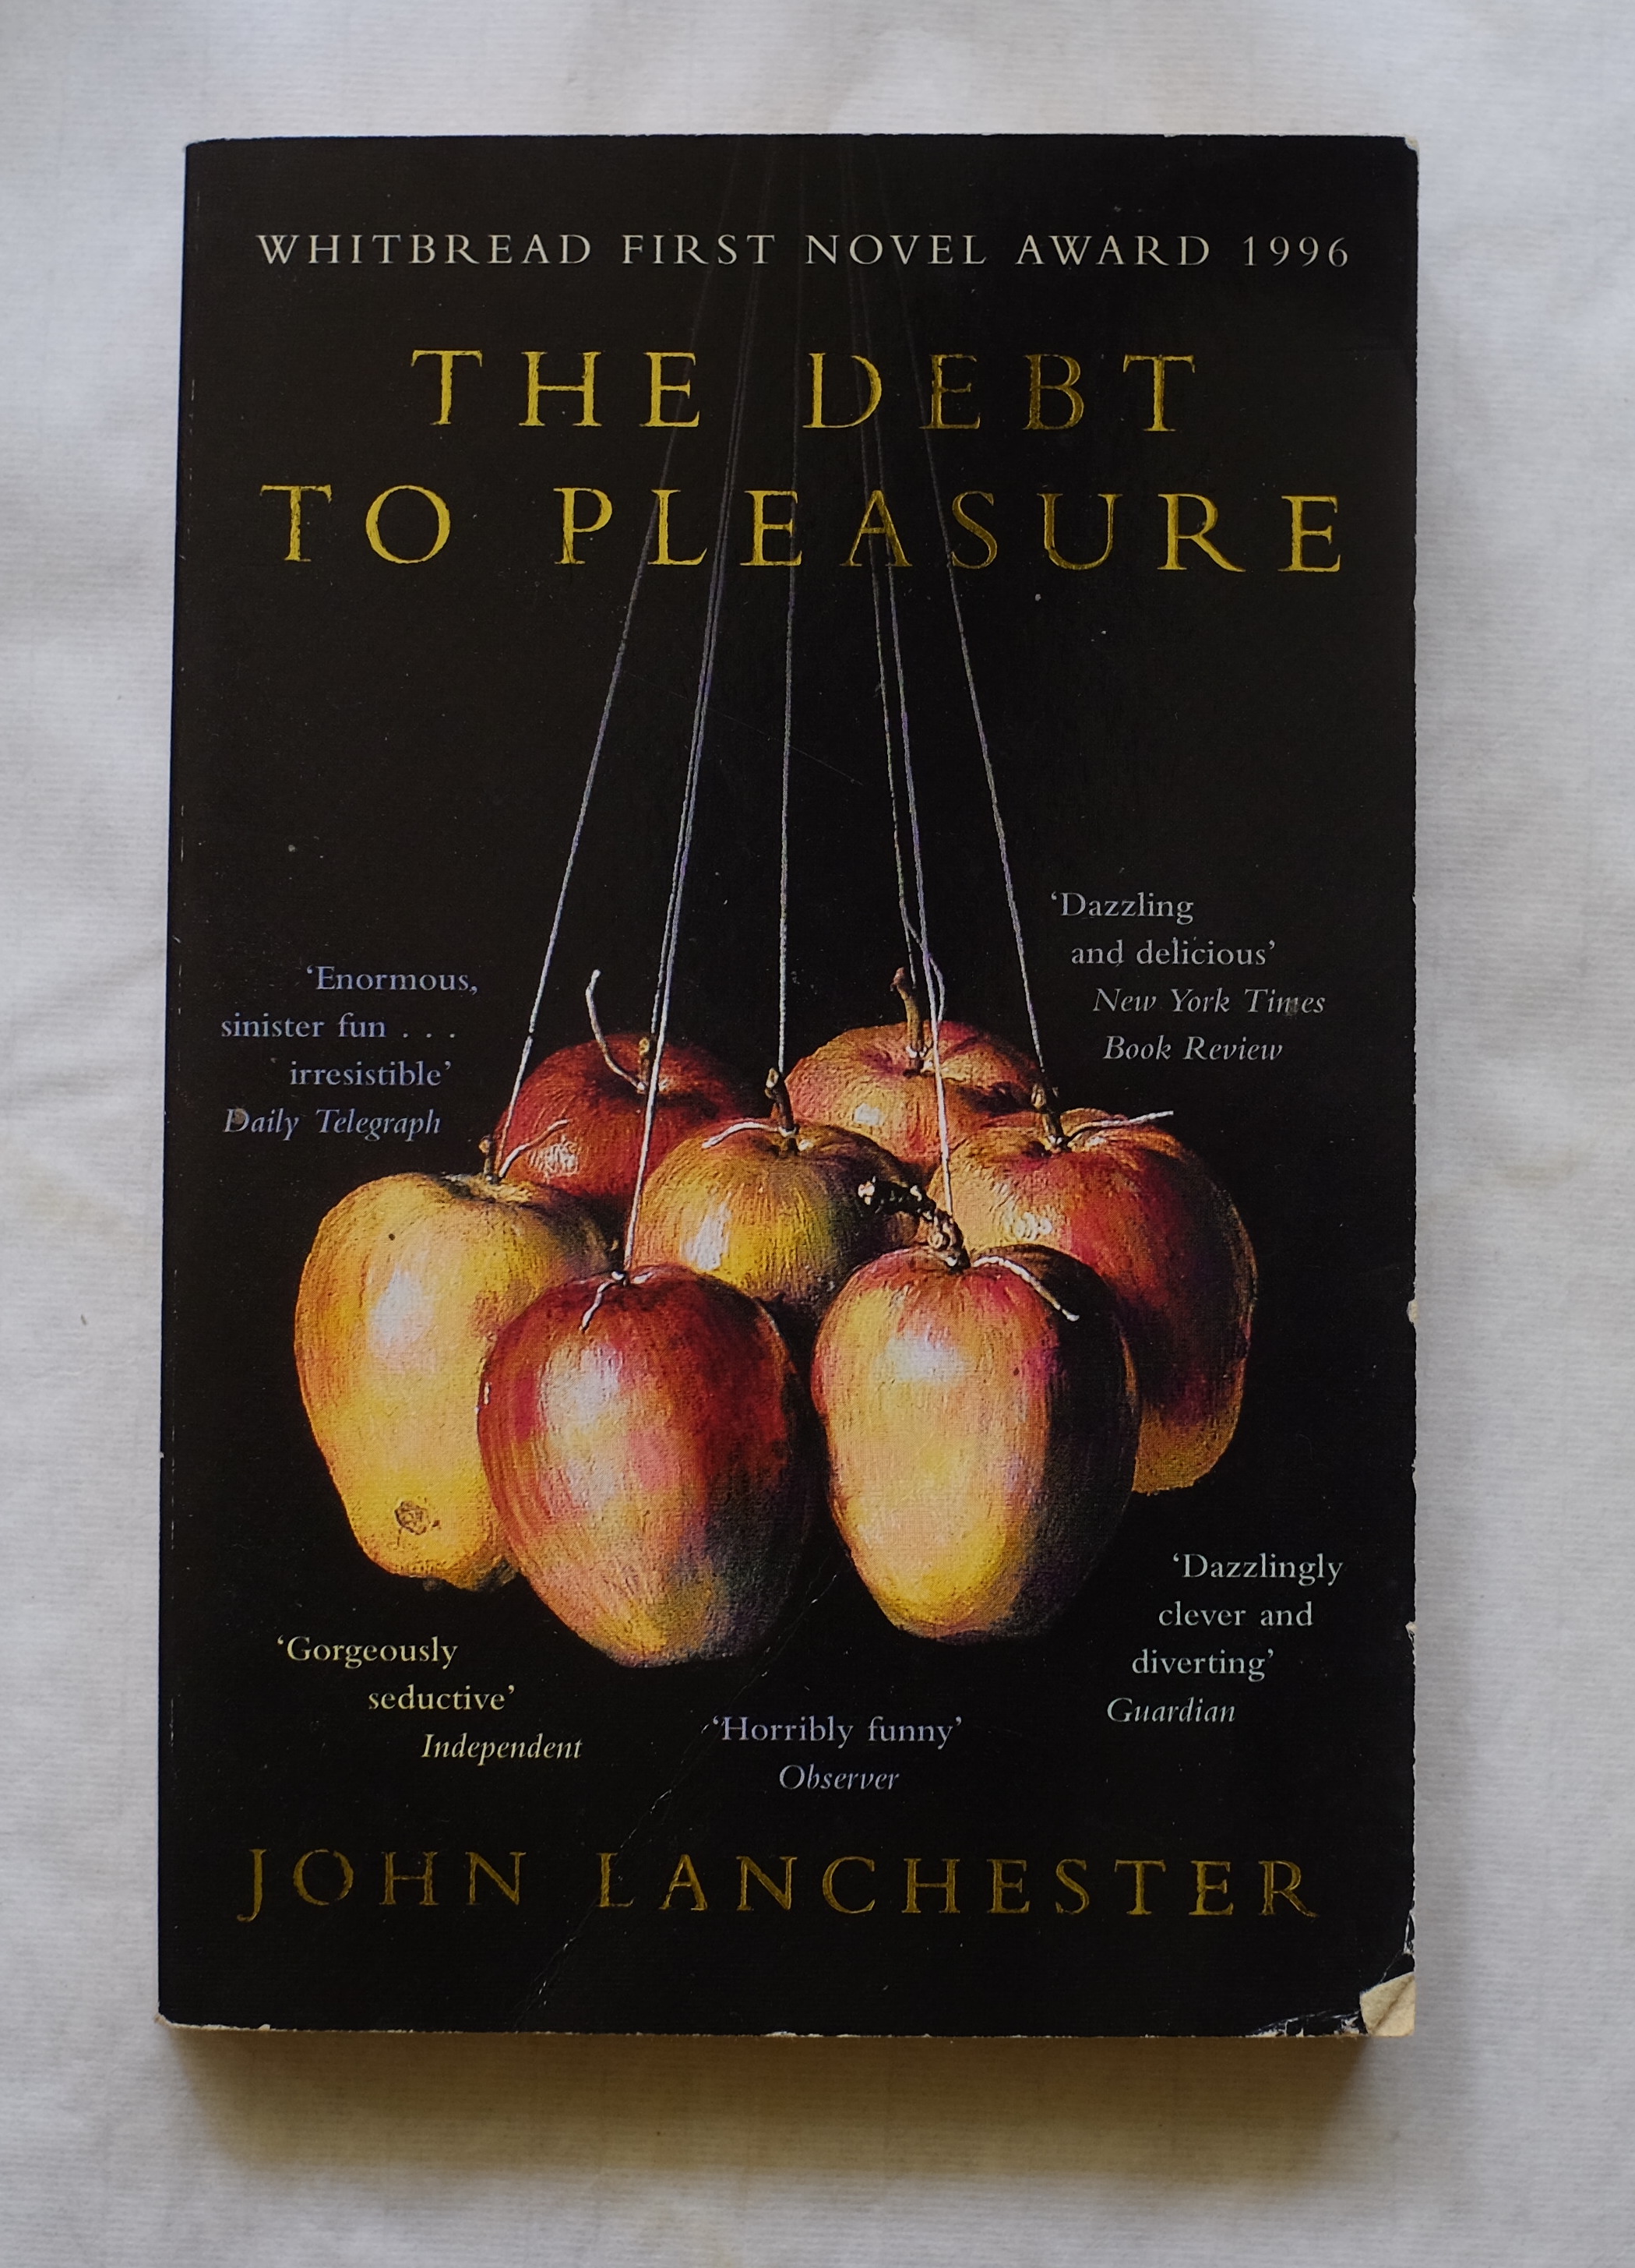 WHITBREAD FIRST NOVEL AWARD 1996
THE DEBT
TO PLEASURE
‘Enormous,
sinister fun . . .
irresistible’
Daily Telegraph
‘Dazzling
and delicious’
New York Times
Book Review
‘Gorgeously
seductive’
Independent
‘Horribly funny’
Observer
‘Dazzlingly
clever and
diverting’
Guardian
JOHN LANCHESTER